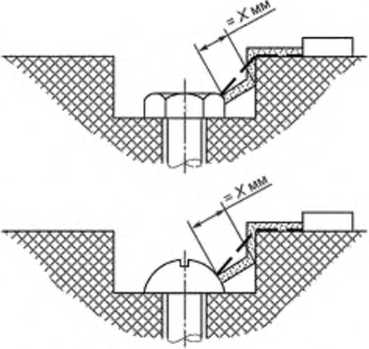 = X мм
= X мм